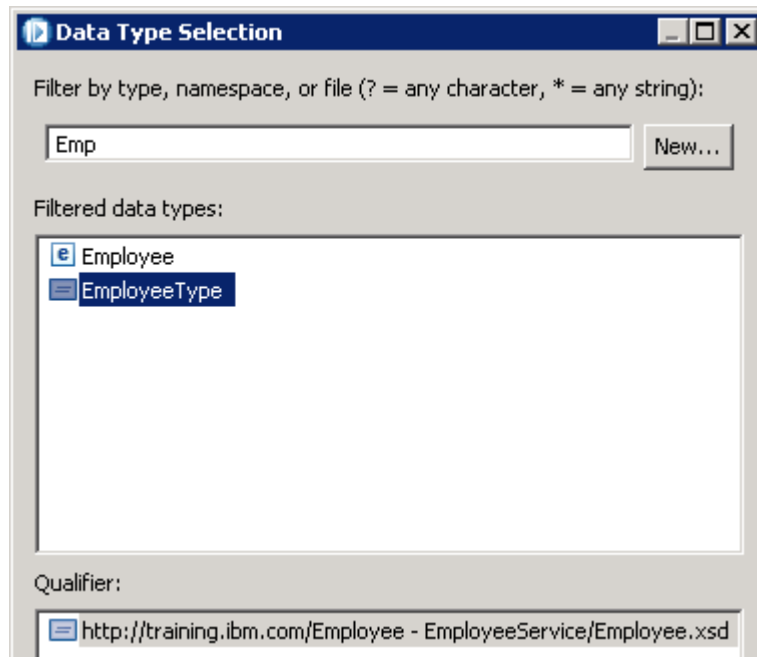 Data Type Selection
Filter by type, namespace, or file (? = any character, * = any string):
Emp
New...
Filtered data types:
e Employee
EmployeeType
Qualifier:
http://training.ibm.com/Employee - EmployeeService/Employee.xsd